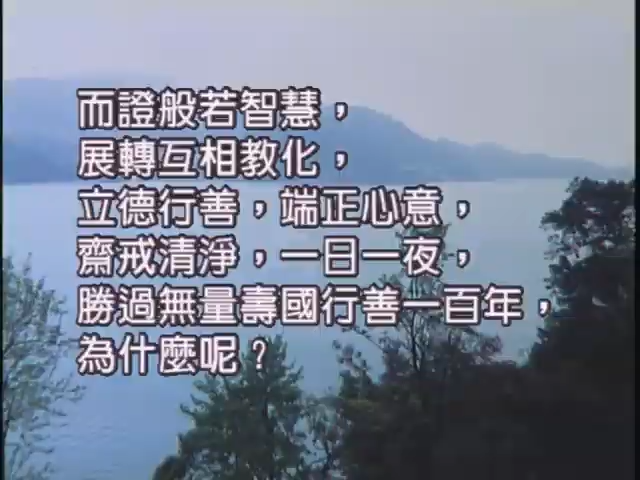 而證般若智慧，
展轉互相教化，
立德行善，端正心意，
齋戒清淨，一日一夜，
勝過無量壽國行善一百年，
為什麼呢？